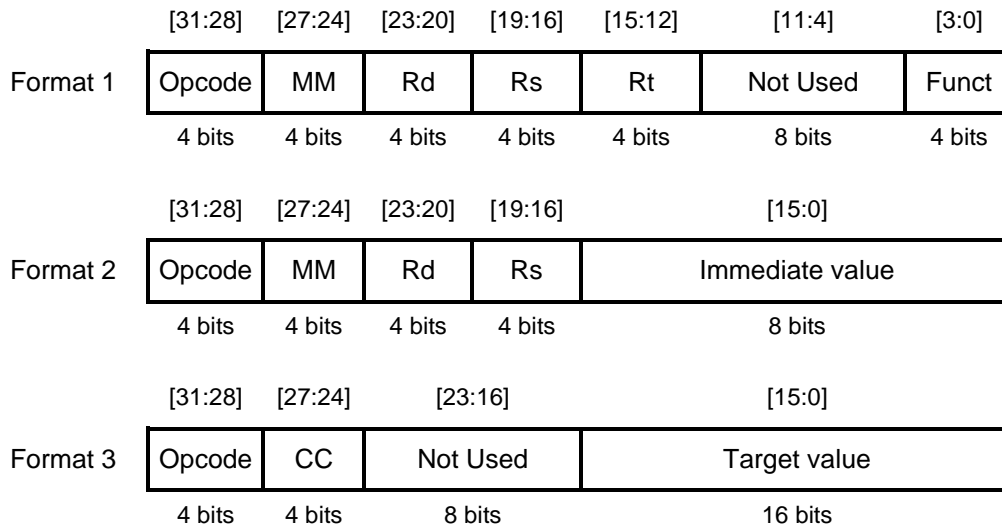 [31:28] [27:24] [23:20] [19:16] [15:12] [11:4] [3:0]
Format 1 Opcode MM Rd Rs Rt Not Used Funct
4 bits 4 bits 4 bits 4 bits 4 bits 8 bits 4 bits
[31:28] [27:24] [23:20] [19:16] [15:0]
Format 2 Opcode MM Rd Rs Immediate value
4 bits 4 bits 4 bits 4 bits 8 bits
[31:28] [27:24] [23:16] [15:0]
Format 3 Opcode CC Not Used Target value
4 bits 4 bits 8 bits 16 bits